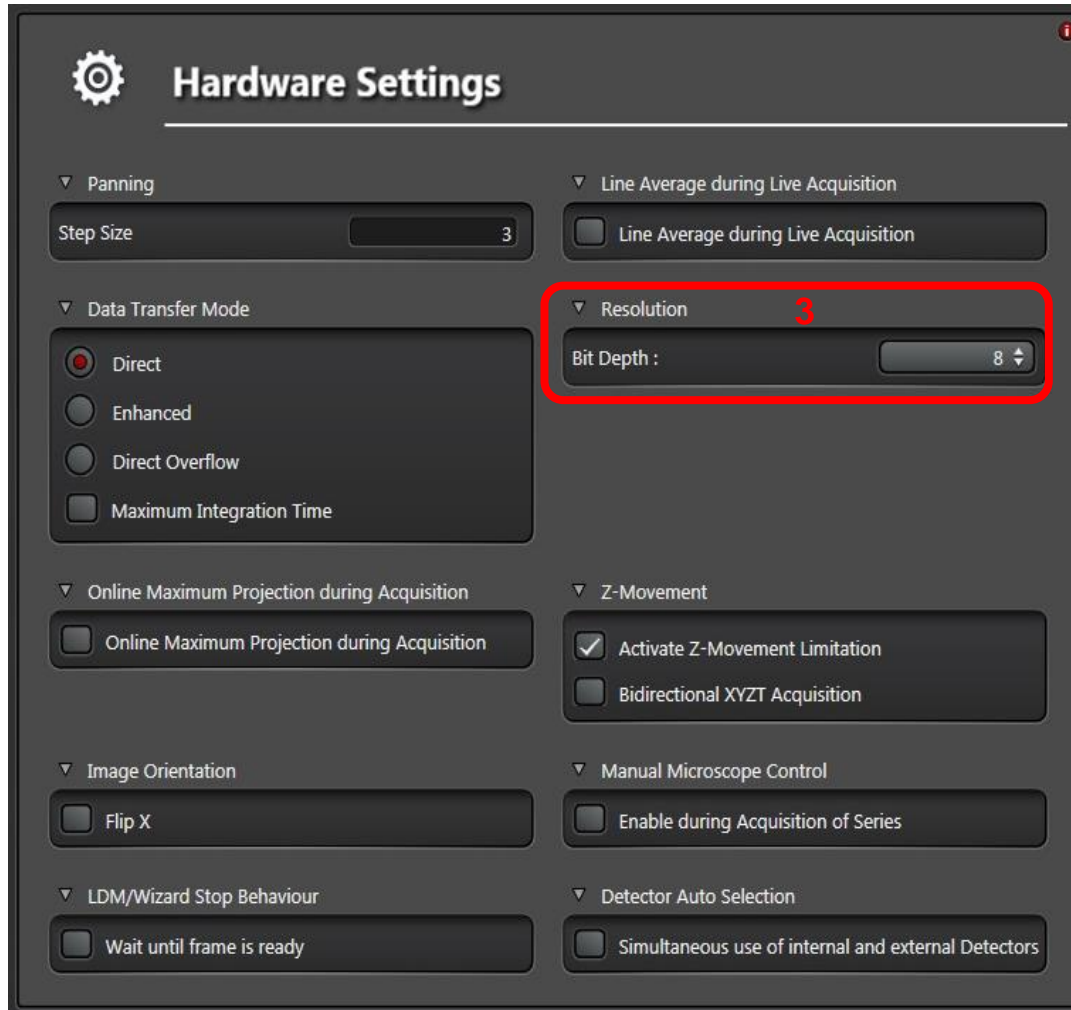 Hardware Settings
Panning
Step Size 3
Line Average during Live Acquisition
Line Average during Live Acquisition
Data Transfer Mode
Direct
Enhanced
Direct Overflow
Maximum Integration Time
Resolution 3
Bit Depth : 8
Online Maximum Projection during Acquisition
Online Maximum Projection during Acquisition
Z-Movement
Activate Z-Movement Limitation
Bidirectional XYZT Acquisition
Image Orientation
Flip X
Manual Microscope Control
Enable during Acquisition of Series
LDM/Wizard Stop Behaviour
Wait until frame is ready
Detector Auto Selection
Simultaneous use of internal and external Detectors